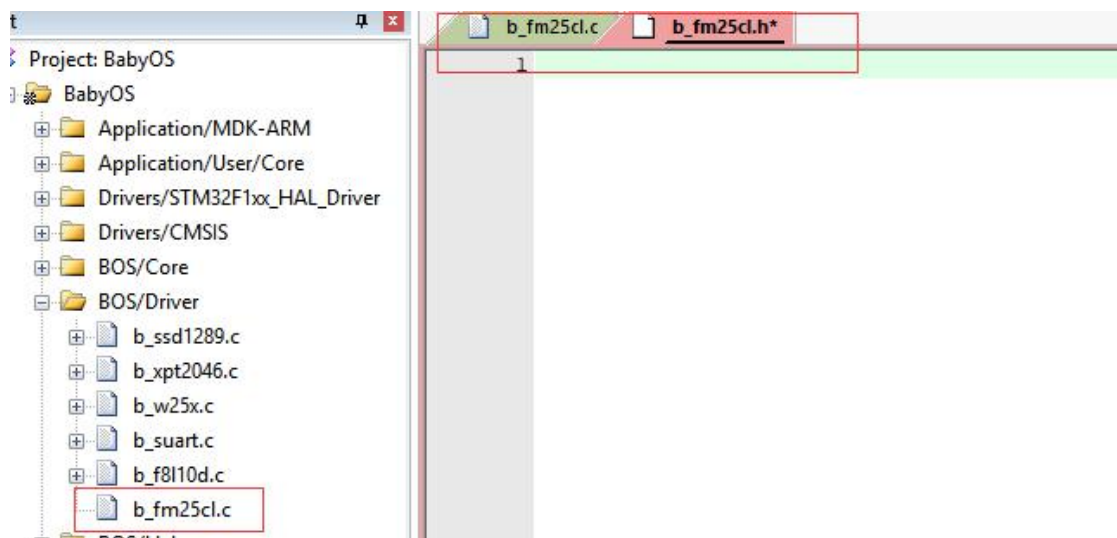 t
b_fm25cl.c
b_fm25cl.h*
Project: BabyOS
1
BabyOS
Application/MDK-ARM
Application/User/Core
Drivers/STM32F1xx_HAL_Driver
Drivers/CMSIS
BOS/Core
BOS/Driver
b_ssd1289.c
b_xpt2046.c
b_w25x.c
b_suart.c
b_f8l10d.c
b_fm25cl.c